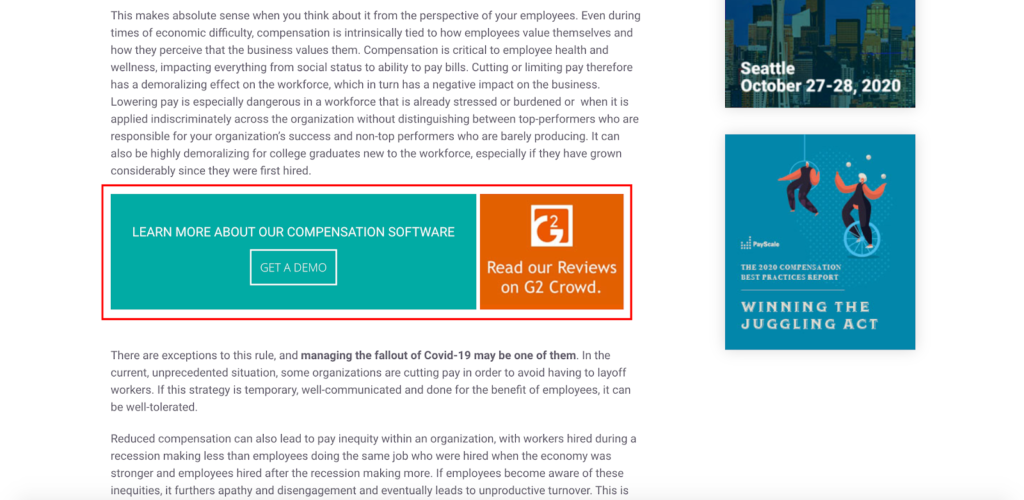 This makes absolute sense when you think about it from the perspective of your employees. Even during
times of economic difficulty, compensation is intrinsically tied to how employees value themselves and
how they perceive that the business values them. Compensation is critical to employee health and
wellness, impacting everything from social status to ability to pay bills. Cutting or limiting pay therefore
has a demoralizing effect on the workforce, which in turn has a negative impact on the business.
Lowering pay is especially dangerous in a workforce that is already stressed or burdened or when it is
applied indiscriminately across the organization without distinguishing between top-performers who are
responsible for your organization's success and non-top performers who are barely producing. It can
also be highly demoralizing for college graduates new to the workforce, especially if they have grown
considerably since they were first hired.
LEARN MORE ABOUT OUR COMPENSATION SOFTWARE
GET A DEMO
G2
Read our Reviews
on G2 Crowd.
There are exceptions to this rule, and managing the fallout of Covid-19 may be one of them. In the
current, unprecedented situation, some organizations are cutting pay in order to avoid having to layoff
workers. If this strategy is temporary, well-communicated and done for the benefit of employees, it can
be well-tolerated.
Reduced compensation can also lead to pay inequity within an organization, with workers hired during a
recession making less than employees doing the same job who were hired when the economy was
stronger and employees hired after the recession making more. If employees become aware of these
inequities, it furthers apathy and disengagement and eventually leads to unproductive turnover. This is
Seattle
October 27-28, 2020
PayScale
THE 2020 COMPENSATION
BEST PRACTICES REPORT
WINNING THE
JUGGLING ACT